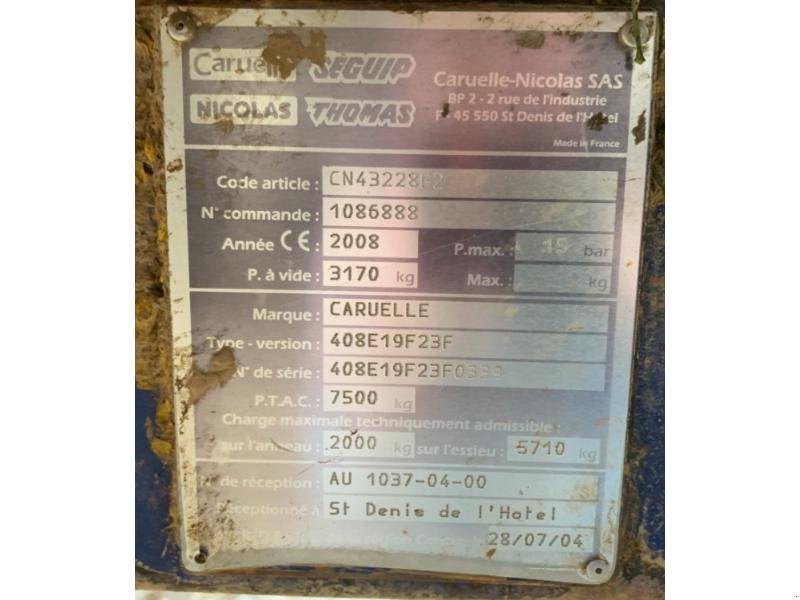 Caruelle SEGUIP
NICOLAS THOMAS
Caruelle-Nicolas SAS
BP 2 - 2 rue de l'industrie
F - 45 550 St Denis de l'Hotel
Made in France
Code article : CN43228
N° commande : 1086888
Année CE : 2008 P.max. : 15 bar
P. à vide : 3170 kg Max. : kg
Marque : CARUELLE
Type - version : 408E19F23F
N° de série : 408E19F23F0339
P.T.A.C. : 7500 kg
Charge maximale techniquement admissible :
sur l'anneau : 2000 kg sur l'essieu : 5710 kg
N° de réception : AU 1037-04-00
Réceptionné à St Denis de l'Hotel
28/07/04